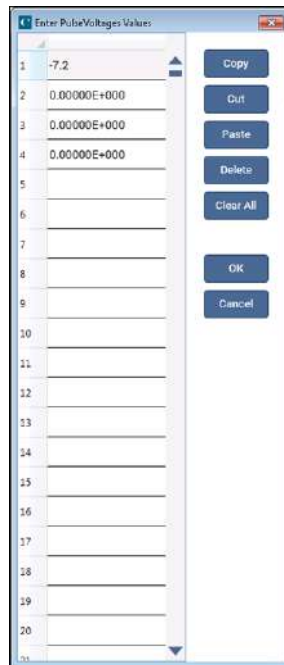 Enter PulseVoltages Values
1 -7.2
2 0.00000E+000
3 0.00000E+000
4 0.00000E+000
5
6
7
8
9
10
11
12
13
14
15
16
17
18
19
20
21
Copy
Cut
Paste
Delete
Clear All
OK
Cancel